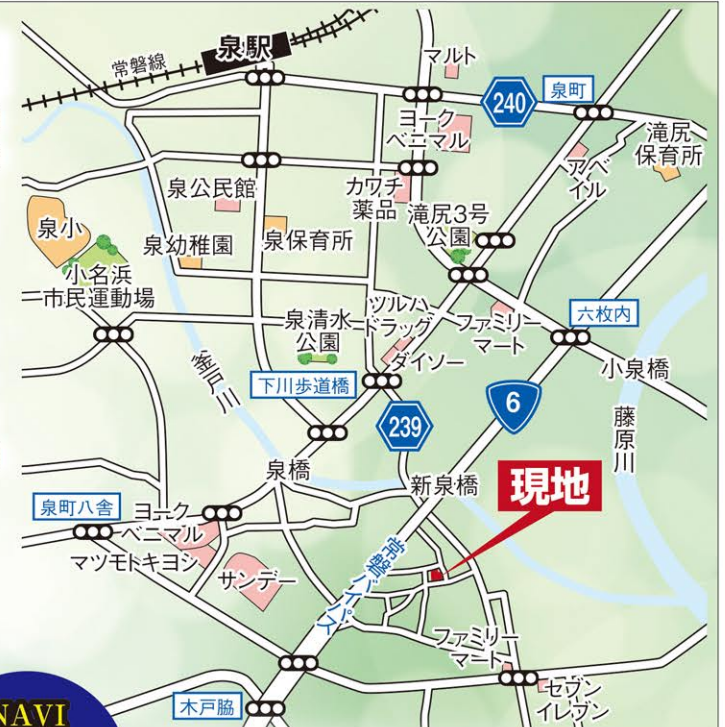 泉駅
常磐線
マルト
240
泉町
ヨーク
ベニマル
滝尻
保育所
アベ
イル
泉公民館
カワチ
薬品
滝尻3号
公園
泉小
泉幼稚園
泉保育所
小名浜
市民運動場
泉清水
公園
ツルハ
ドラッグ
ダイソー
ファミリー
マート
六枚内
小泉橋
釜戸川
下川歩道橋
239
6
藤原川
泉橋
新泉橋
現地
泉町八合
ヨーク
ベニマル
マツモトキヨシ
サンデー
常磐バイパス
ファミリー
マート
セブン
イレブン
木戸脇
NAVI